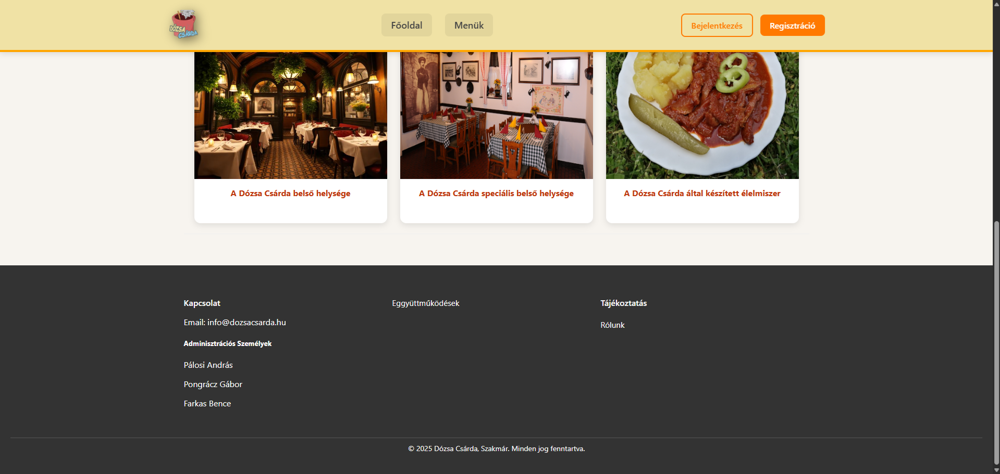 DÓZSA
CSÁRDA
Főoldal
Menük
Bejelentkezés
Regisztráció
A Dózsa Csárda belső helysége
A Dózsa Csárda speciális belső helysége
A Dózsa Csárda által készített élelmiszer
Kapcsolat
Email: info@dozsacsarda.hu
Adminisztrációs Személyek
Pálosi András
Pongrácz Gábor
Farkas Bence
Eggyüttműködések
Tájékoztatás
Rólunk
© 2025 Dózsa Csárda, Szakmár. Minden jog fenntartva.